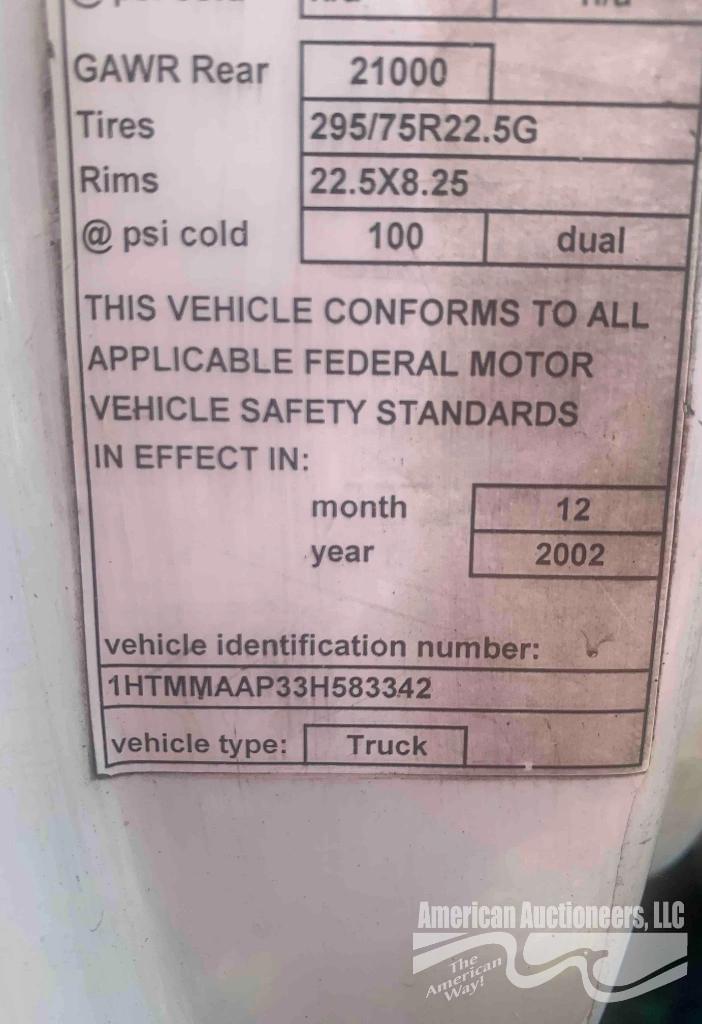 @ psi cold
GAWR Rear 21000
Tires 295/75R22.5G
Rims 22.5X8.25
@ psi cold 100 dual
THIS VEHICLE CONFORMS TO ALL
APPLICABLE FEDERAL MOTOR
VEHICLE SAFETY STANDARDS
IN EFFECT IN:
month 12
year 2002
vehicle identification number:
1HTMMAAP33H583342
vehicle type: Truck
American Auctioneers, LLC
The
American
Way!